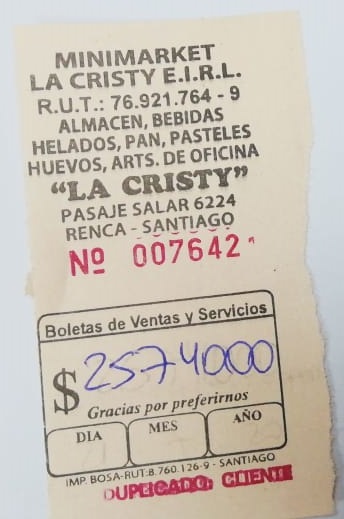 MINIMARKET
LA CRISTY E.I.R.L.
R.U.T.: 76.921.764 - 9
ALMACEN, BEBIDAS
HELADOS, PAN, PASTELES
HUEVOS, ARTS. DE OFICINA
“LA CRISTY”
PASAJE SALAR 6224
RENCA - SANTIAGO
Nº 007642
Boletas de Ventas y Servicios
$ 2574000
Gracias por preferirnos
DIA MES AÑO
IMP. BOSA-RUT:8.760.126-9 - SANTIAGO
DUPLICADO: CLIENTE